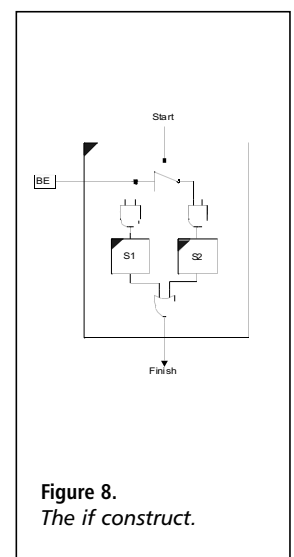 Start
BE
S1 S2
Finish
Figure 8.
The if construct.